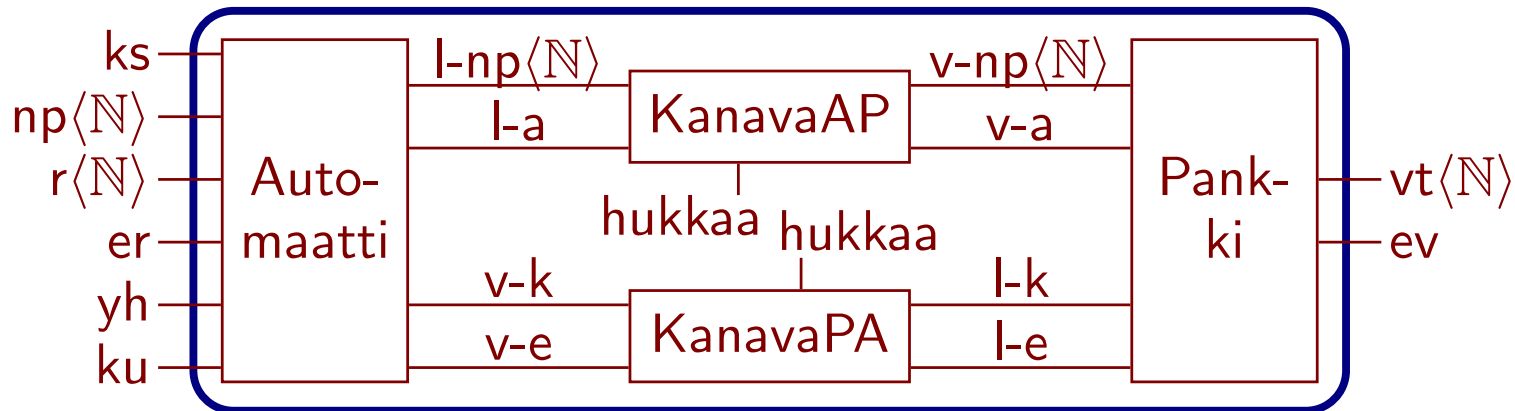 ks
np⟨ℕ⟩
r⟨ℕ⟩
er
yh
ku
Auto-
maatti
l-np⟨ℕ⟩
l-a
v-k
v-e
KanavaAP
hukkaa
hukkaa
KanavaPA
v-np⟨ℕ⟩
v-a
l-k
l-e
Pank-
ki
vt⟨ℕ⟩
ev